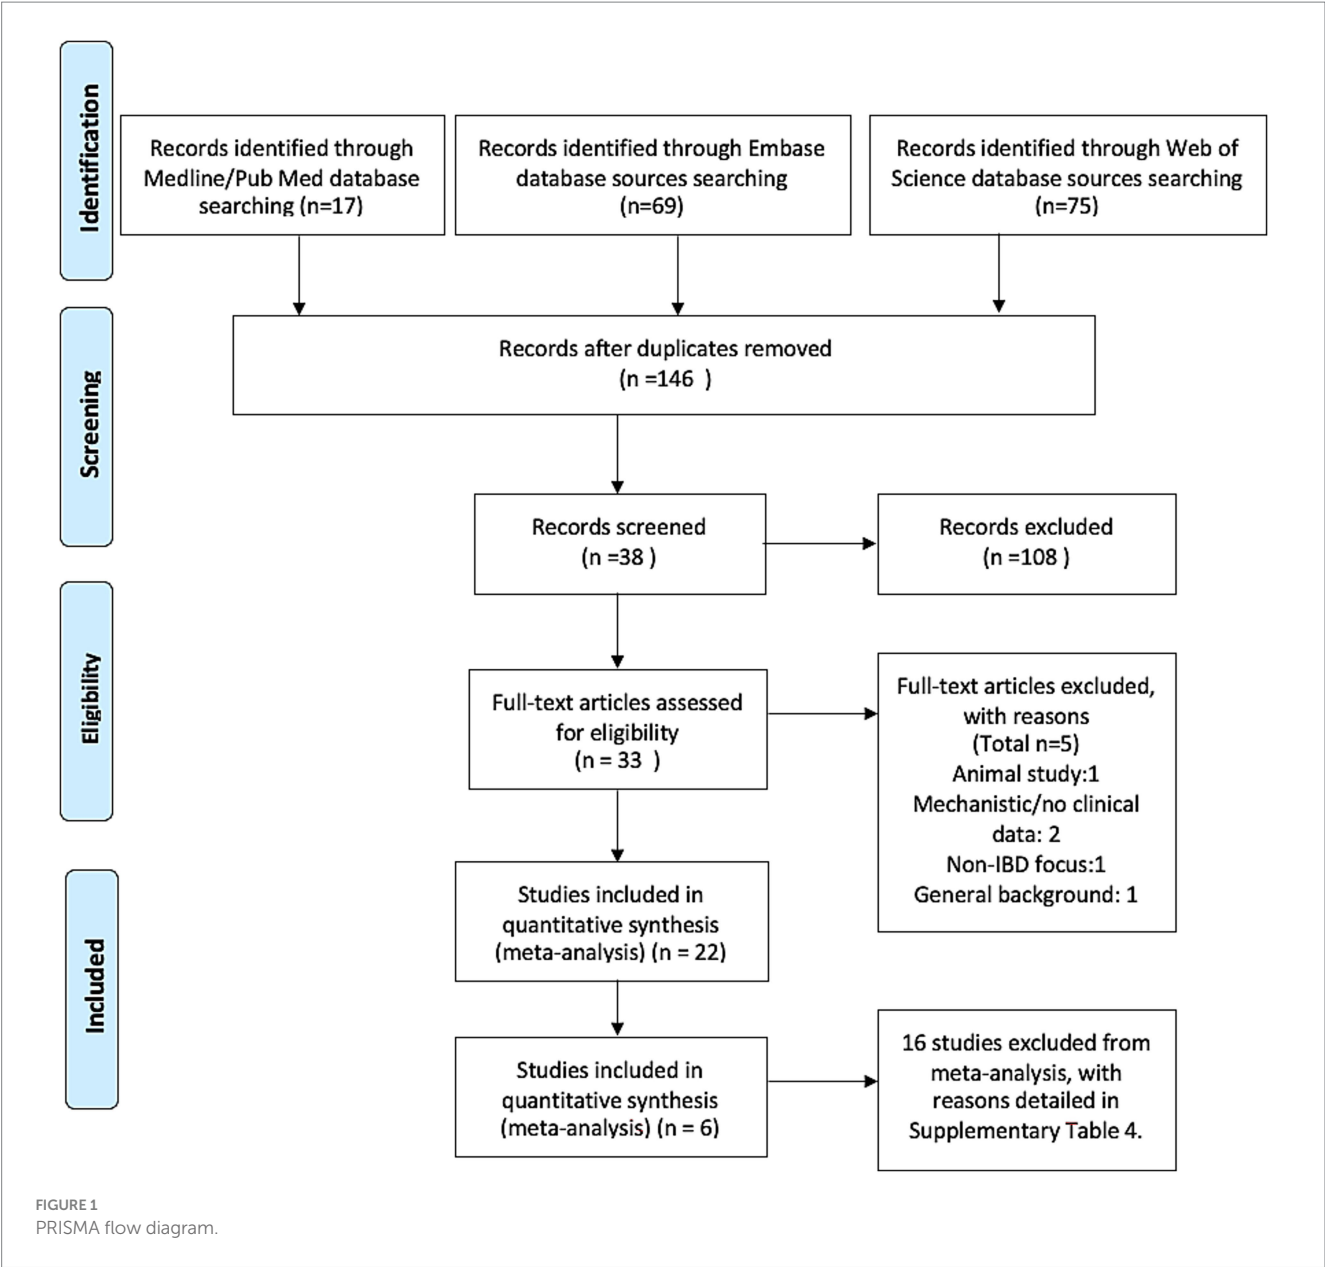 Identification
Records identified through
Medline/Pub Med database
searching (n=17)
Records identified through Embase
database sources searching
(n=69)
Records identified through Web of
Science database sources searching
(n=75)
Screening
Records after duplicates removed
(n =146  )
Records screened
(n =38 )
Records excluded
(n =108 )
Eligibility
Full-text articles assessed
for eligibility
(n = 33  )
Full-text articles excluded,
with reasons
(Total n=5)
Animal study:1
Mechanistic/no clinical
data: 2
Non-IBD focus:1
General background: 1
Included
Studies included in
quantitative synthesis
(meta-analysis) (n = 22)
Studies included in
quantitative synthesis
(meta-analysis) (n = 6)
16 studies excluded from
meta-analysis, with
reasons detailed in
Supplementary Table 4.
FIGURE 1
PRISMA flow diagram.